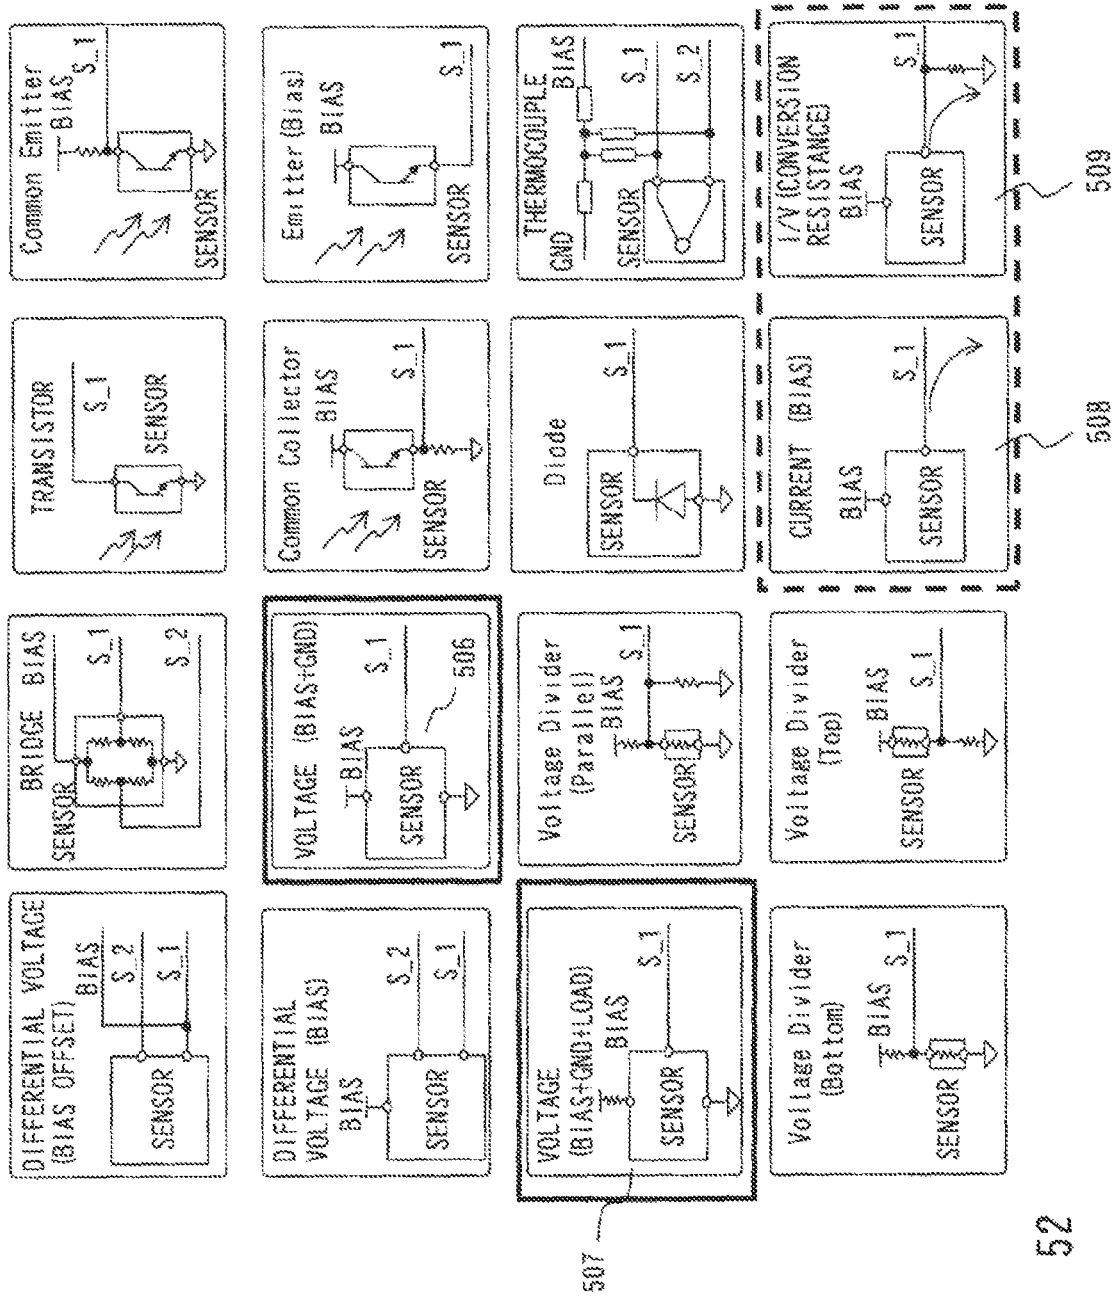 DIFFERENTIAL VOLTAGE
(BIAS OFFSET)
BIAS
S_2
S_1
SENSOR
BRIDGE BIAS
SENSOR
S_1
S_2
TRANSISTOR
S_1
SENSOR
Common Emitter
BIAS
S_1
SENSOR
DIFFERENTIAL
VOLTAGE (BIAS)
BIAS
S_2
SENSOR
S_1
VOLTAGE (BIAS+GND)
BIAS
S_1
SENSOR
506
Common Collector
BIAS
S_1
SENSOR
Emitter(Bias)
BIAS
SENSOR
S_1
VOLTAGE
(BIAS+GND+LOAD)
BIAS
S_1
SENSOR
507
Voltage Divider
(Parallel)
BIAS
S_1
SENSOR
Diode
SENSOR
S_1
THERMOCOUPLE
GND
BIAS
SENSOR
S_1
S_2
Voltage Divider
(Bottom)
BIAS
S_1
SENSOR
Voltage Divider
(Top)
BIAS
SENSOR
S_1
CURRENT (BIAS)
BIAS
S_1
SENSOR
508
I/V(CONVERSION
RESISTANCE)
BIAS
S_1
SENSOR
509
52